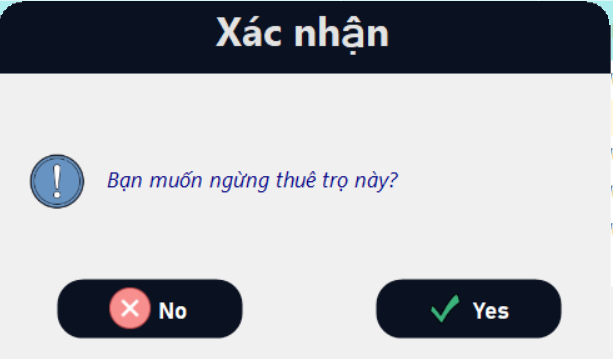 Xác nhận
Bạn muốn ngừng thuê trọ này?
No
Yes